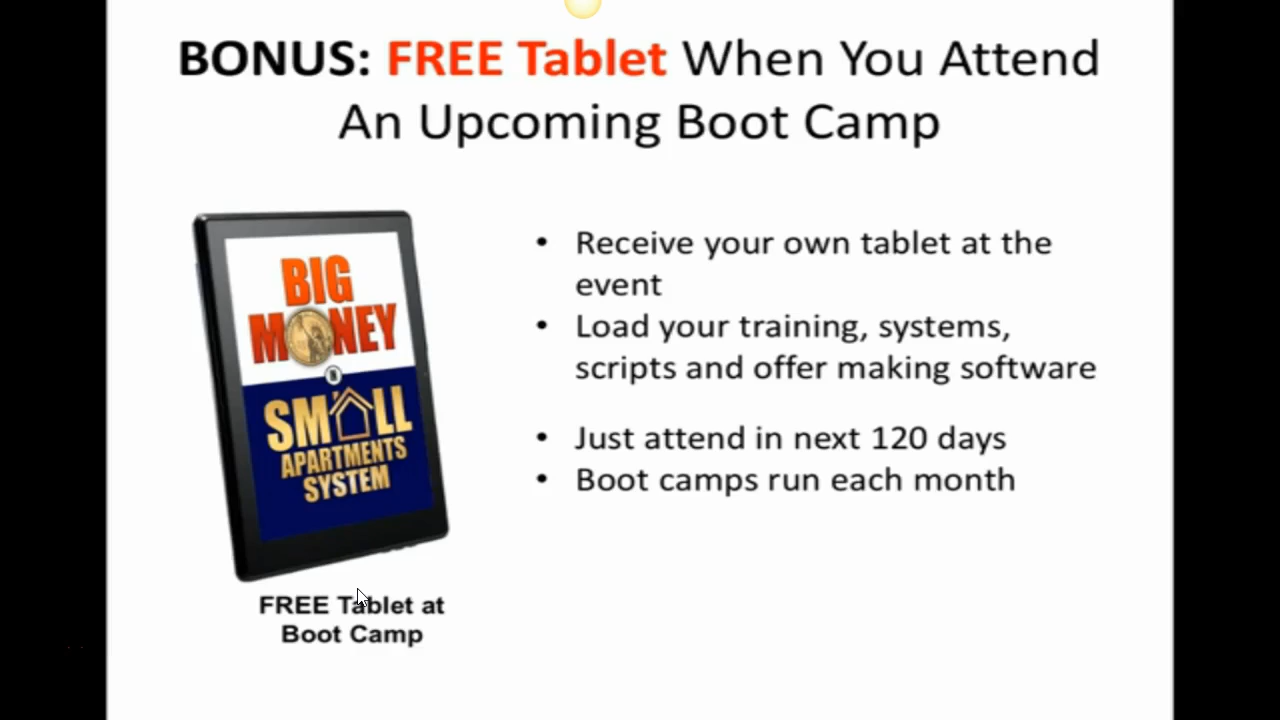 BONUS: FREE Tablet When You Attend
An Upcoming Boot Camp
BIG
MONEY
N
SMALL
APARTMENTS
SYSTEM
FREE Tablet at
Boot Camp
• Receive your own tablet at the
event
• Load your training, systems,
scripts and offer making software
• Just attend in next 120 days
• Boot camps run each month